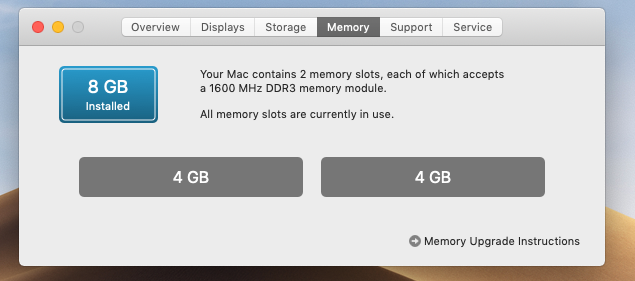 Overview Displays Storage Memory Support Service
8 GB
Installed
Your Mac contains 2 memory slots, each of which accepts
a 1600 MHz DDR3 memory module.
All memory slots are currently in use.
4 GB 4 GB
Memory Upgrade Instructions